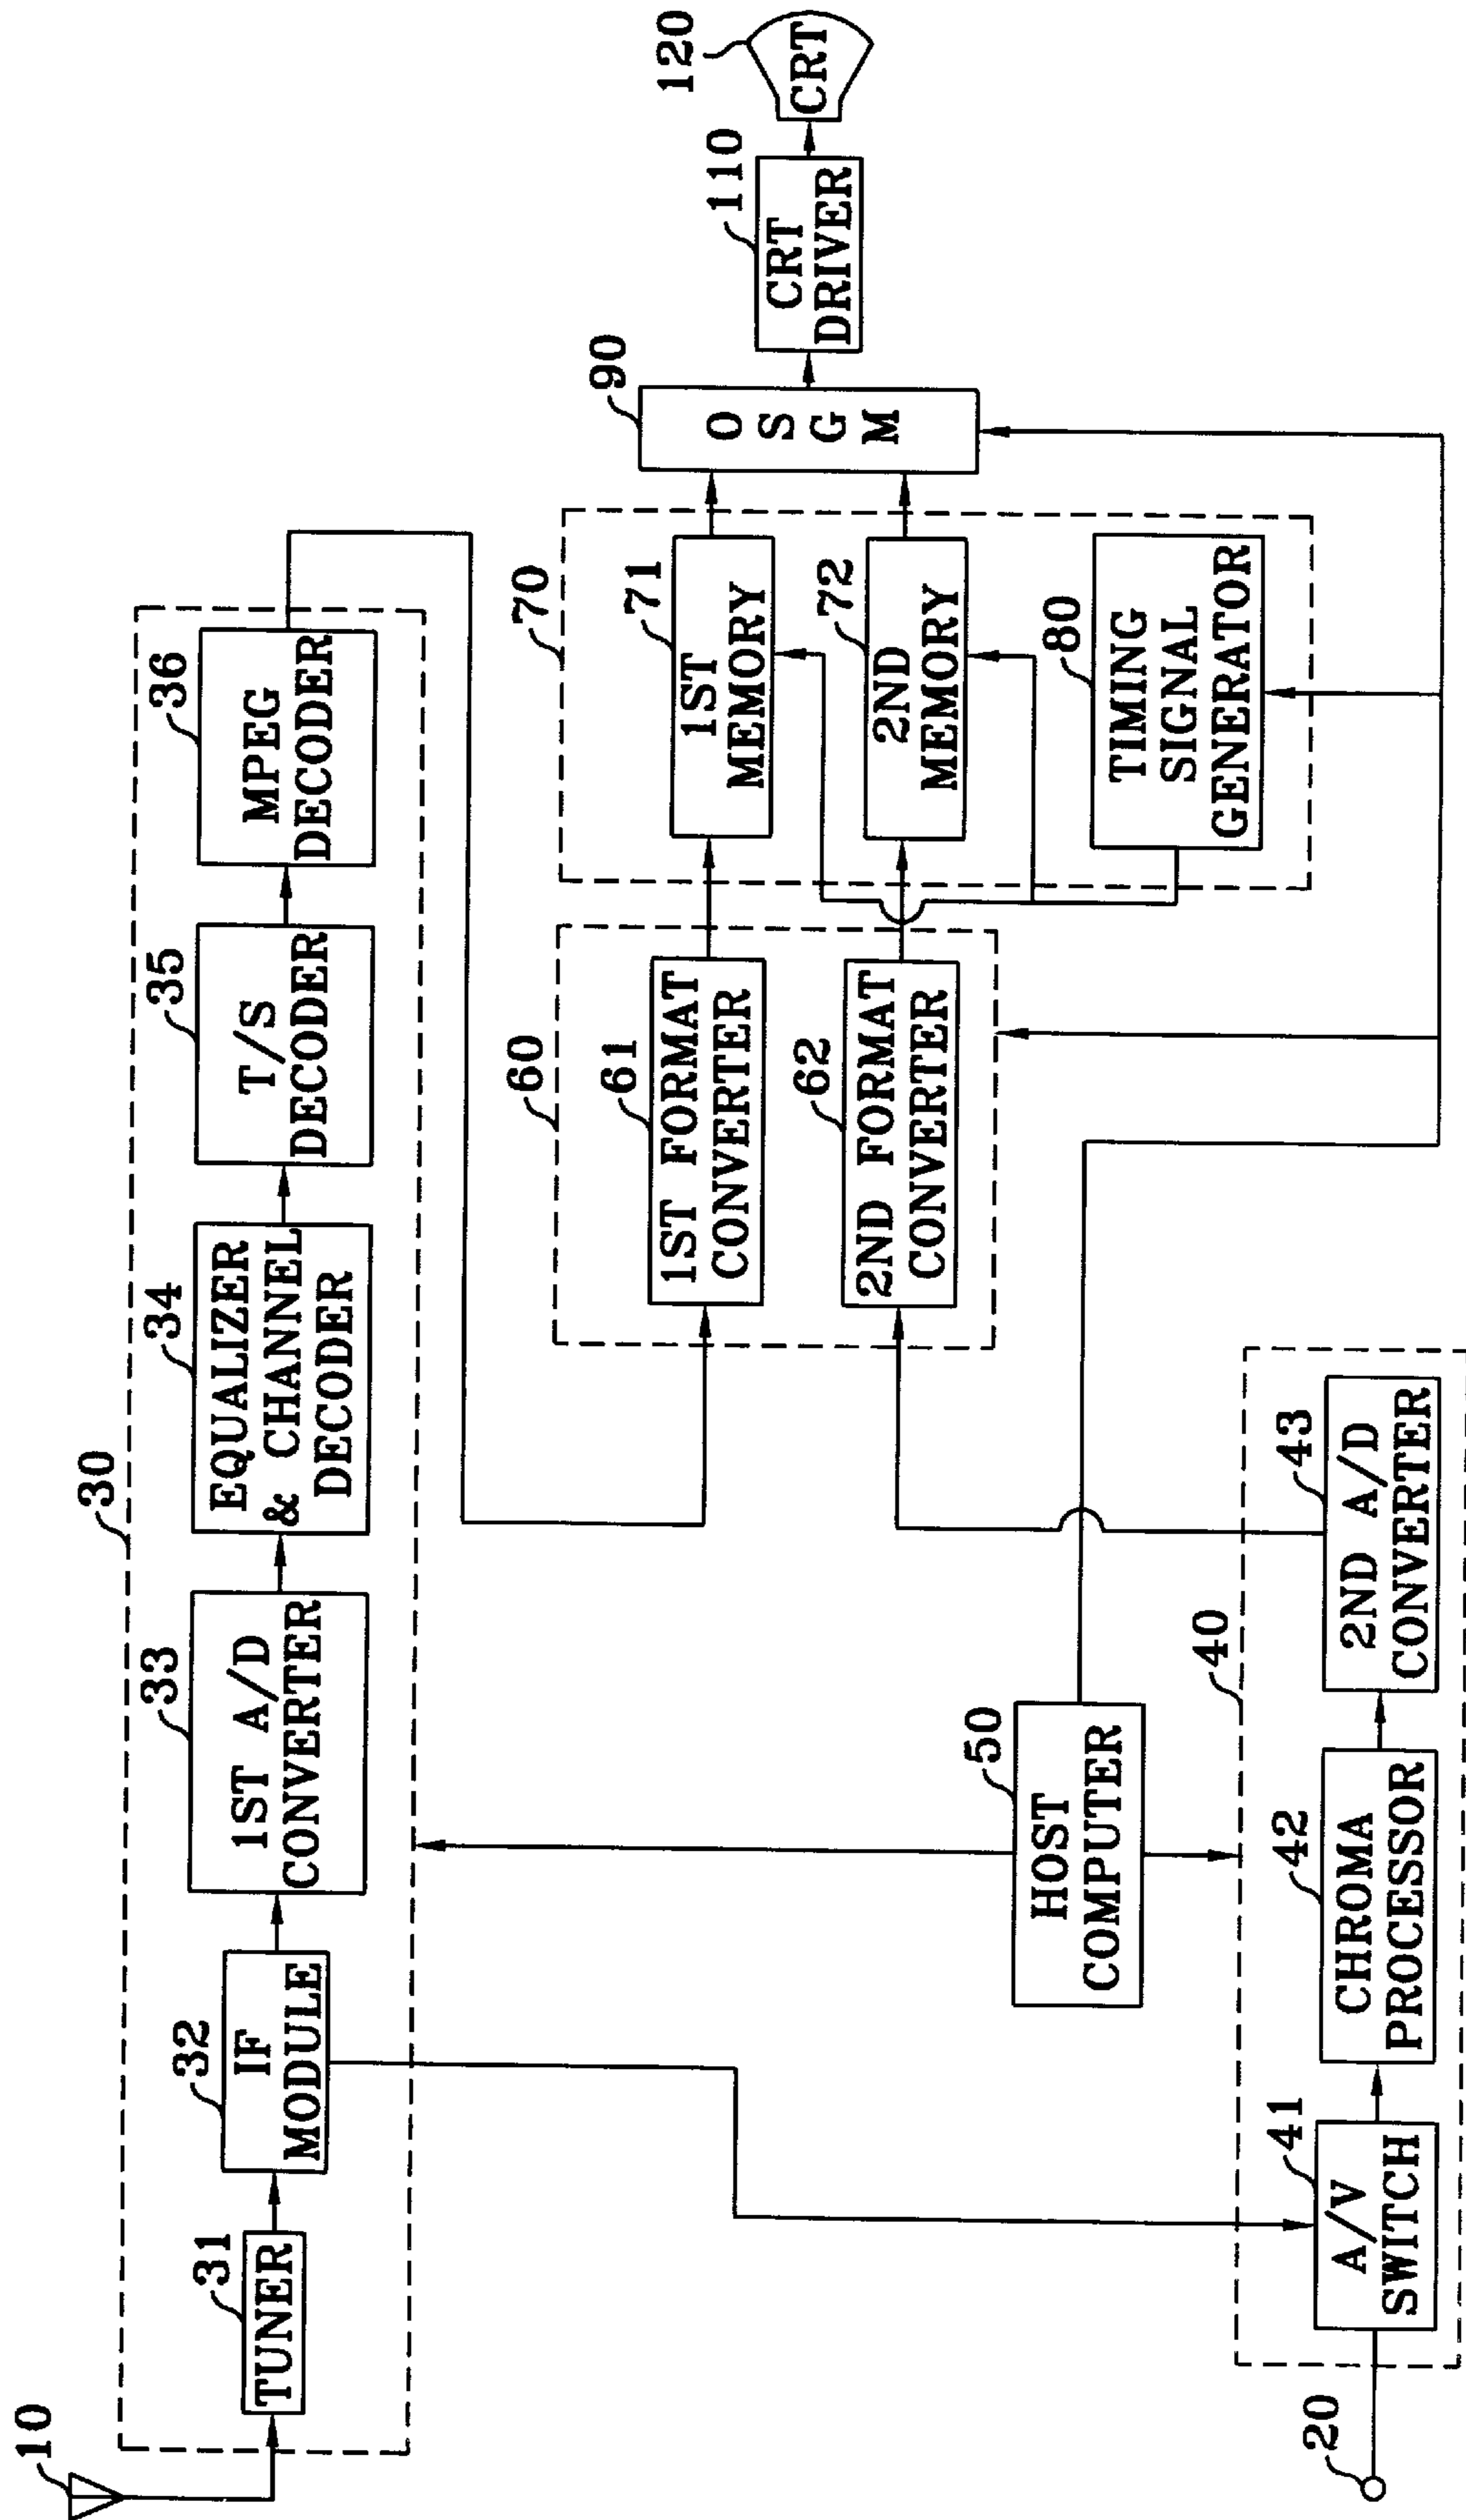 10
30
31
TUNER
32
IF
MODULE
33
1ST A/D
CONVERTER
34
EQUALIZER
& CHANNEL
DECODER
35
T/S
DECODER
36
MPEG
DECODER
20
40
41
A/V
SWITCH
42
CHROMA
PROCESSOR
43
2ND A/D
CONVERTER
50
HOST
COMPUTER
60
61
1ST FORMAT
CONVERTER
62
2ND FORMAT
CONVERTER
70
71
1ST
MEMORY
72
2ND
MEMORY
80
TIMING
SIGNAL
GENERATOR
90
O
S
G
M
110
CRT
DRIVER
120
CRT